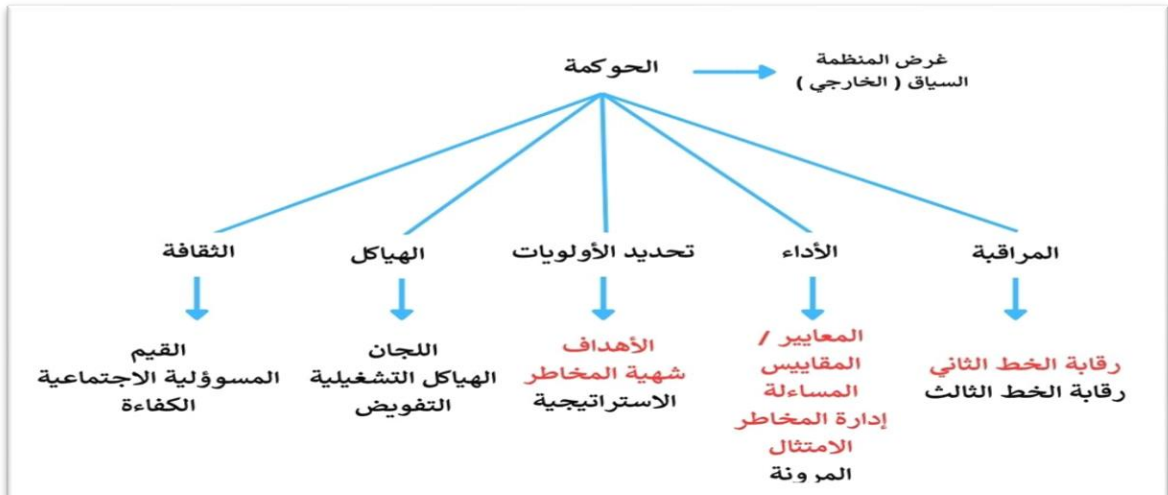 الحوكمة
غرض المنظمة
السياق ( الخارجي )
المراقبة
الأداء
تحديد الأولويات
الهياكل
الثقافة
رقابة الخط الثاني
رقابة الخط الثالث
المعايير /
المقاييس
المساءلة
إدارة المخاطر
الامتثال
المرونة
الأهداف
شهية المخاطر
الاستراتيجية
اللجان
الهياكل التشغيلية
التفويض
القيم
المسوؤلية الاجتماعية
الكفاءة